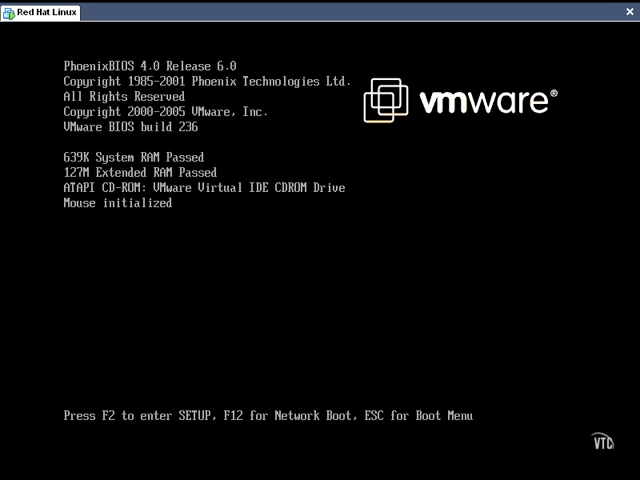 Red Hat Linux
PhoenixBIOS 4.0 Release 6.0
Copyright 1985-2001 Phoenix Technologies Ltd.
All Rights Reserved
Copyright 2000-2005 VMware, Inc.
VMware BIOS build 236
vmware®
639K System RAM Passed
127M Extended RAM Passed
ATAPI CD-ROM: VMware Virtual IDE CDROM Drive
Mouse initialized
Press F2 to enter SETUP, F12 for Network Boot, ESC for Boot Menu
VTC